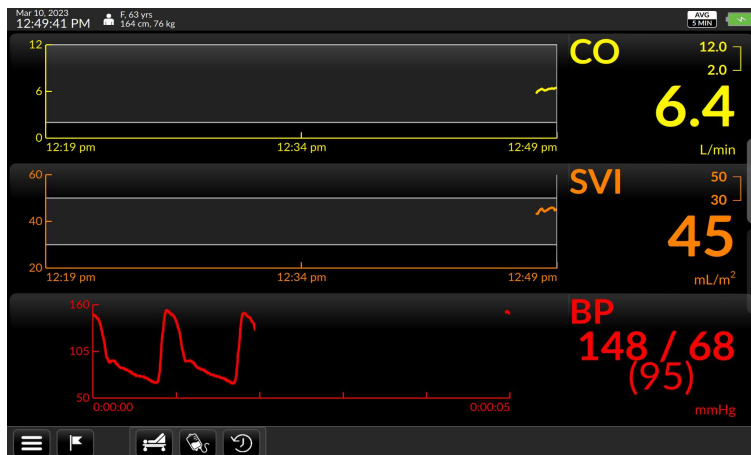 Mar 10, 2023
12:49:41 PM
F, 63 yrs
164 cm, 76 kg
AVG
5 MIN
12
6
0
12:19 pm 12:34 pm 12:49 pm
CO
12.0
2.0
6.4
L/min
60
40
20
12:19 pm 12:34 pm 12:49 pm
SVI
50
30
45
mL/m²
160
105
50
0:00:00 0:00:05
BP
148 / 68
(95)
mmHg